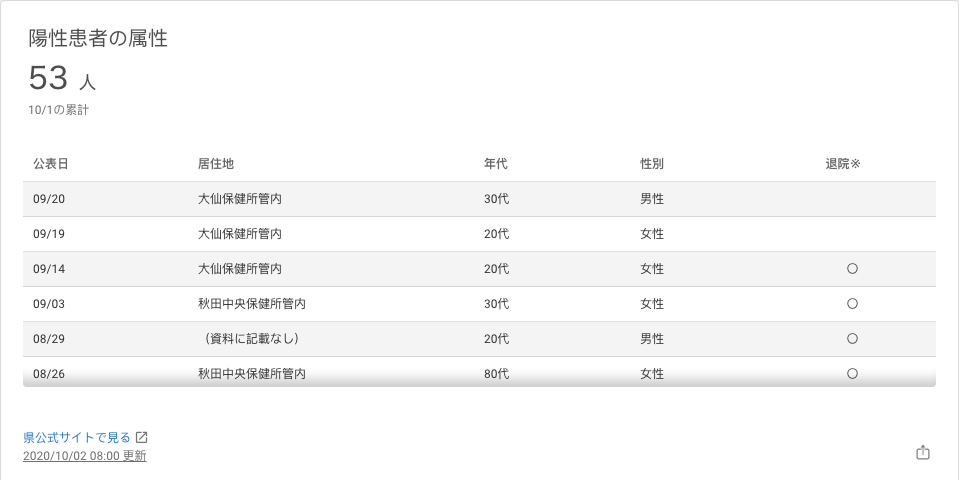 陽性患者の属性
53 人
10/1の累計
公表日 居住地 年代 性別 退院※
09/20 大仙保健所管内 30代 男性
09/19 大仙保健所管内 20代 女性
09/14 大仙保健所管内 20代 女性 ○
09/03 秋田中央保健所管内 30代 女性 ○
08/29 （資料に記載なし） 20代 男性 ○
08/26 秋田中央保健所管内 80代 女性 ○
県公式サイトで見る
2020/10/02 08:00 更新